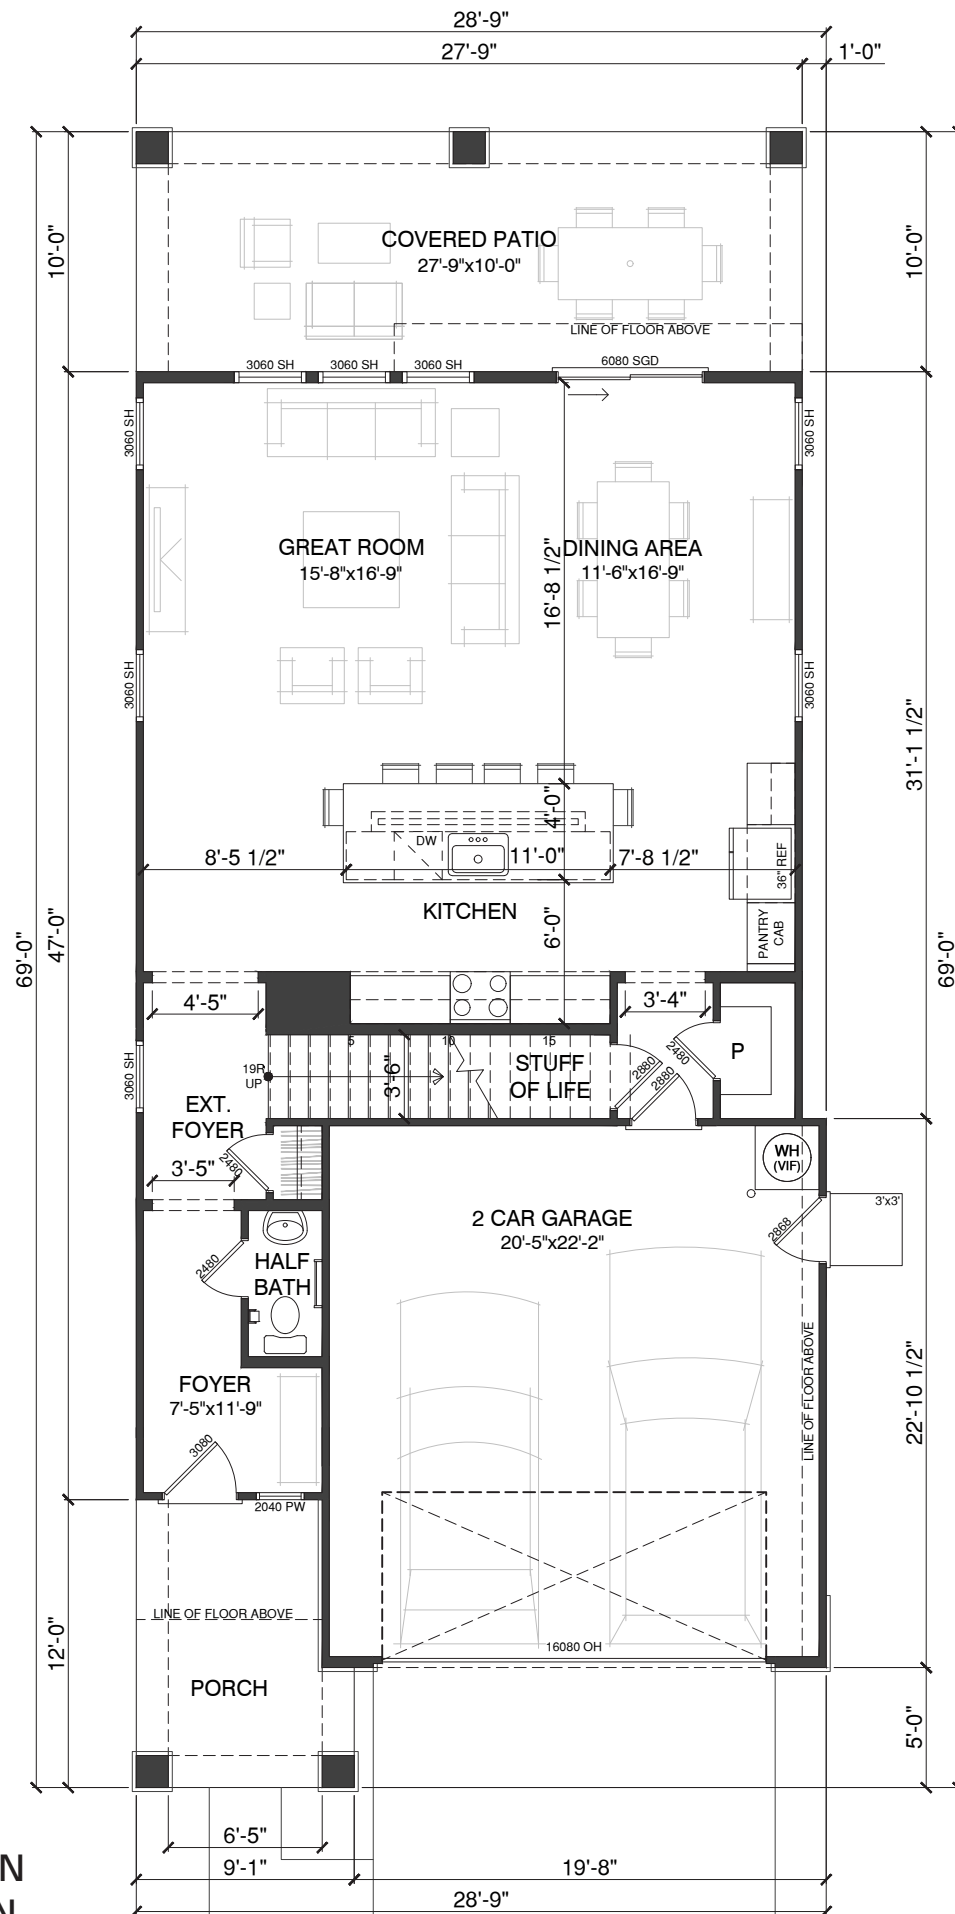 28'-9"
27'-9"
1'-0"
10'-0"
COVERED PATIO
27'-9"x10'-0"
10'-0"
LINE OF FLOOR ABOVE
3060 SH
3060 SH
3060 SH
6080 SGD
3060 SH
3060 SH
GREAT ROOM
15'-8"x16'-9"
16'-8 1/2"
DINING AREA
11'-6"x16'-9"
3060 SH
3060 SH
31'-1 1/2"
4'-0"
DW
8'-5 1/2"
11'-0"
7'-8 1/2"
36" REF
KITCHEN
6'-0"
PANTRY
CAB
69'-0"
47'-0"
69'-0"
4'-5"
3'-4"
3060 SH
19R
UP
5
10
15
3'-6"
STUFF
OF LIFE
2880
2880
2480
P
EXT.
FOYER
2480
3'-5"
WH
(VIF)
3'x3'
2868
2 CAR GARAGE
20'-5"x22'-2"
2480
HALF
BATH
LINE OF FLOOR ABOVE
22'-10 1/2"
FOYER
7'-5"x11'-9"
3080
2040 PW
LINE OF FLOOR ABOVE
16080 OH
12'-0"
PORCH
5'-0"
6'-5"
9'-1"
19'-8"
28'-9"
N
N